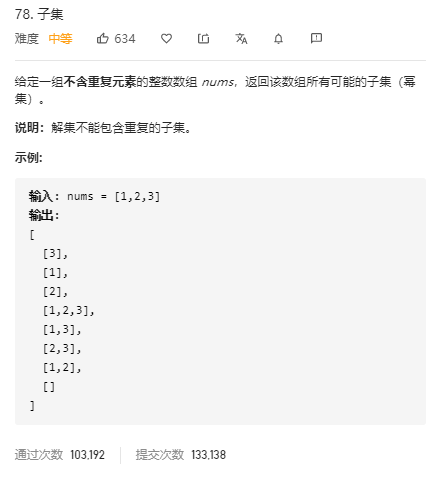 78. 子集
难度 中等 634
给定一组不含重复元素的整数数组 nums，返回该数组所有可能的子集（幂
集）。
说明：解集不能包含重复的子集。
示例:
输入: nums = [1,2,3]
输出:
[
[3],
[1],
[2],
[1,2,3],
[1,3],
[2,3],
[1,2],
[]
]
通过次数 103,192 提交次数 133,138